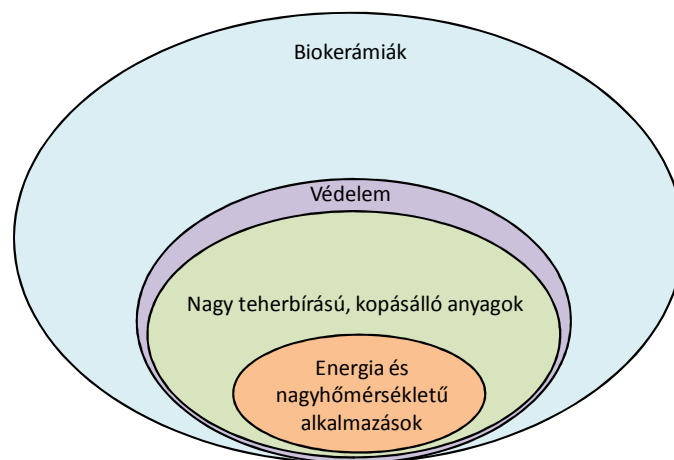 Biokerámiák
Védelem
Nagy teherbírású, kopásálló anyagok
Energia és
nagyhőmérsékletű
alkalmazások